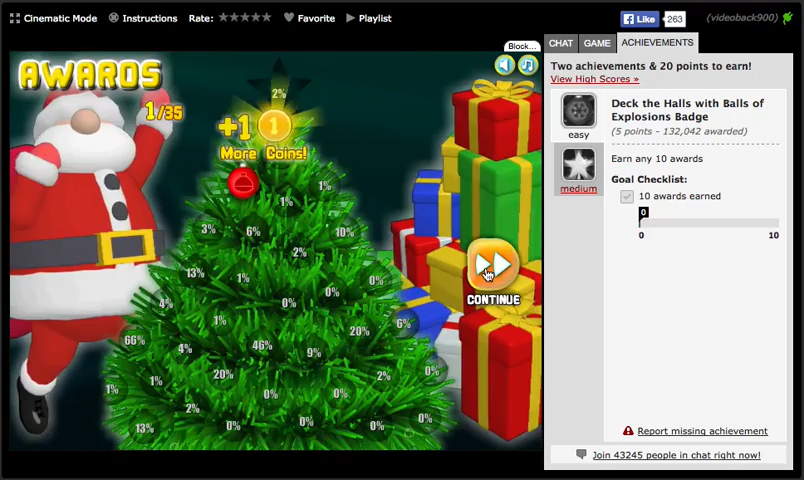 Cinematic Mode Instructions Rate: Favorite Playlist
Like 263 (videoback900)
Block...
CHAT GAME ACHIEVEMENTS
AWARDS
1/35
2%
+1 1
More Coins!
1%
1%
3% 6% 10%
2%
13% 1% 0%
0%
4% 0%
1% 6%
20%
66% 4% 46% 9%
20% 2% 0%
1% 1% 0% 0%
2% 0%
13% 0% 0% 0% 0%
CONTINUE
Two achievements & 20 points to earn!
View High Scores »
easy
medium
Deck the Halls with Balls of
Explosions Badge
(5 points - 132,042 awarded)
Earn any 10 awards
Goal Checklist:
10 awards earned
0
0 10
Report missing achievement
Join 43245 people in chat right now!